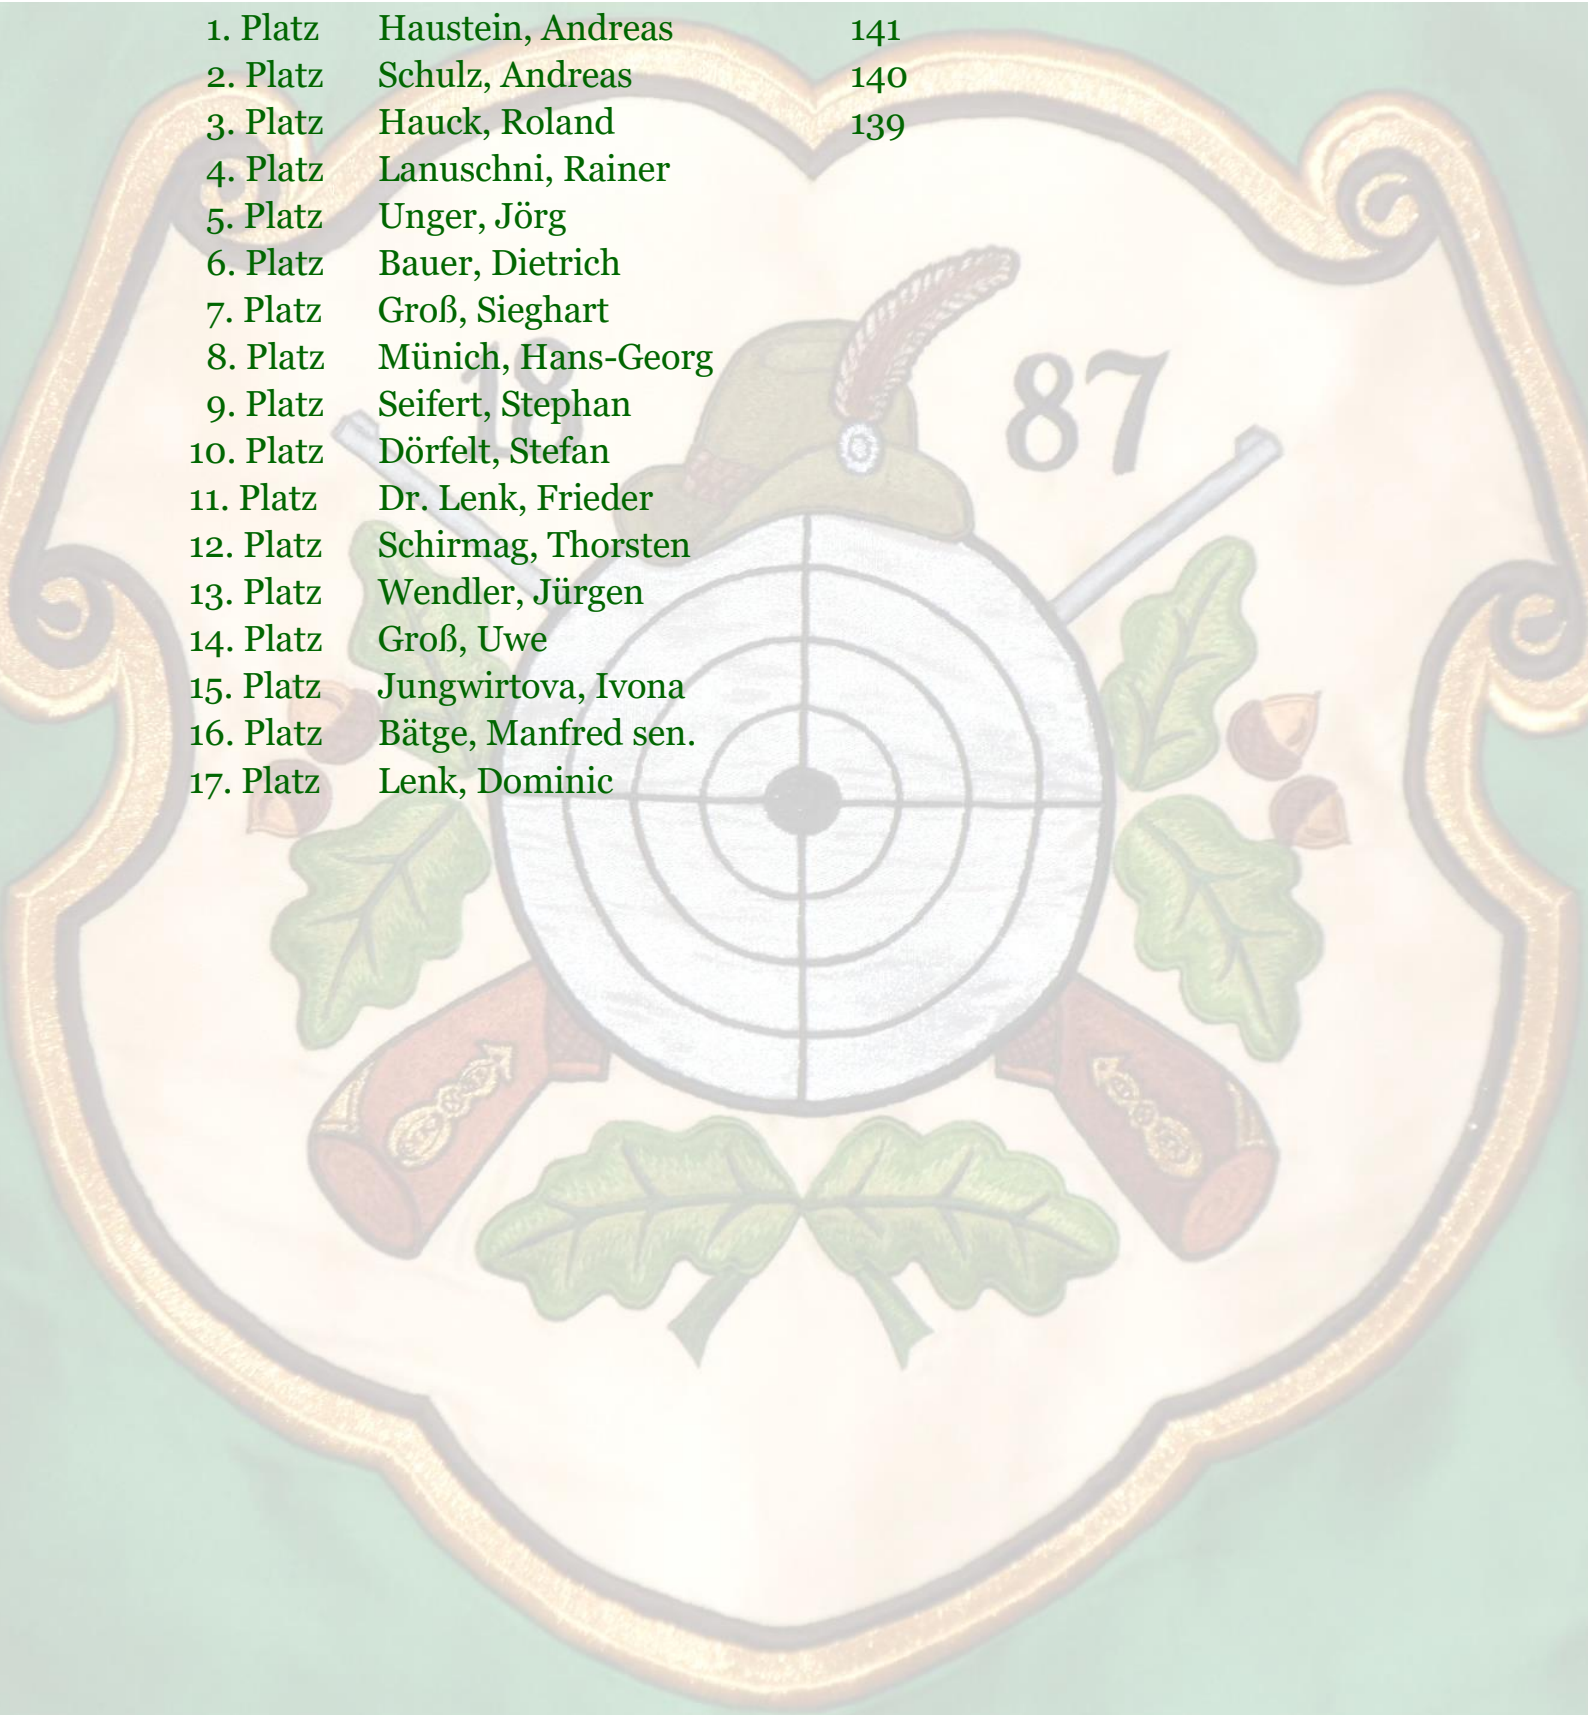 1. Platz Haustein, Andreas 141
2. Platz Schulz, Andreas 140
3. Platz Hauck, Roland 139
4. Platz Lanuschni, Rainer
5. Platz Unger, Jörg
6. Platz Bauer, Dietrich
7. Platz Groß, Sieghart
8. Platz Münich, Hans-Georg
9. Platz Seifert, Stephan
10. Platz Dörfelt, Stefan
11. Platz Dr. Lenk, Frieder
12. Platz Schirmag, Thorsten
13. Platz Wendler, Jürgen
14. Platz Groß, Uwe
15. Platz Jungwirtova, Ivona
16. Platz Bätge, Manfred sen.
17. Platz Lenk, Dominic
18 87